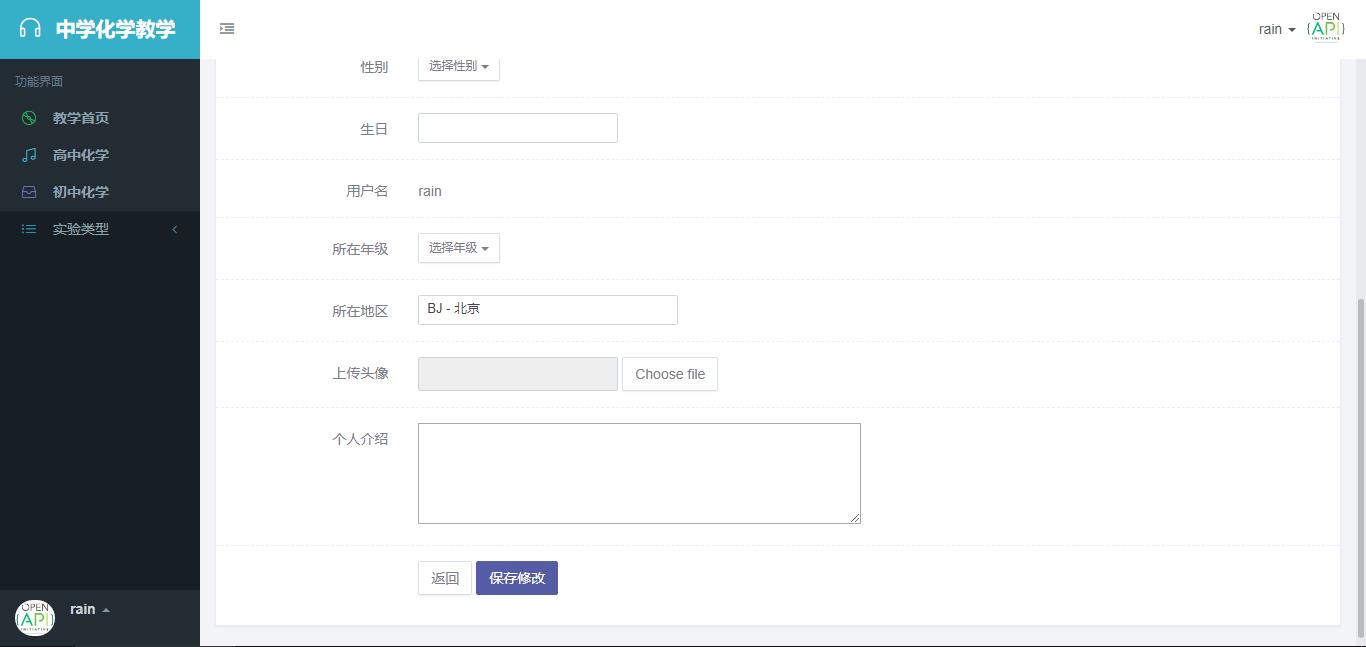 中学化学教学
rain
OPEN
{API}
INITIATIVE
功能界面
教学首页
高中化学
初中化学
实验类型
性别 选择性别
生日
用户名 rain
所在年级 选择年级
所在地区 BJ - 北京
上传头像 Choose file
个人介绍
返回 保存修改
OPEN
{API}
INITIATIVE
rain